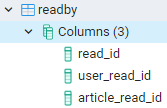 readby
Columns (3)
read_id
user_read_id
article_read_id